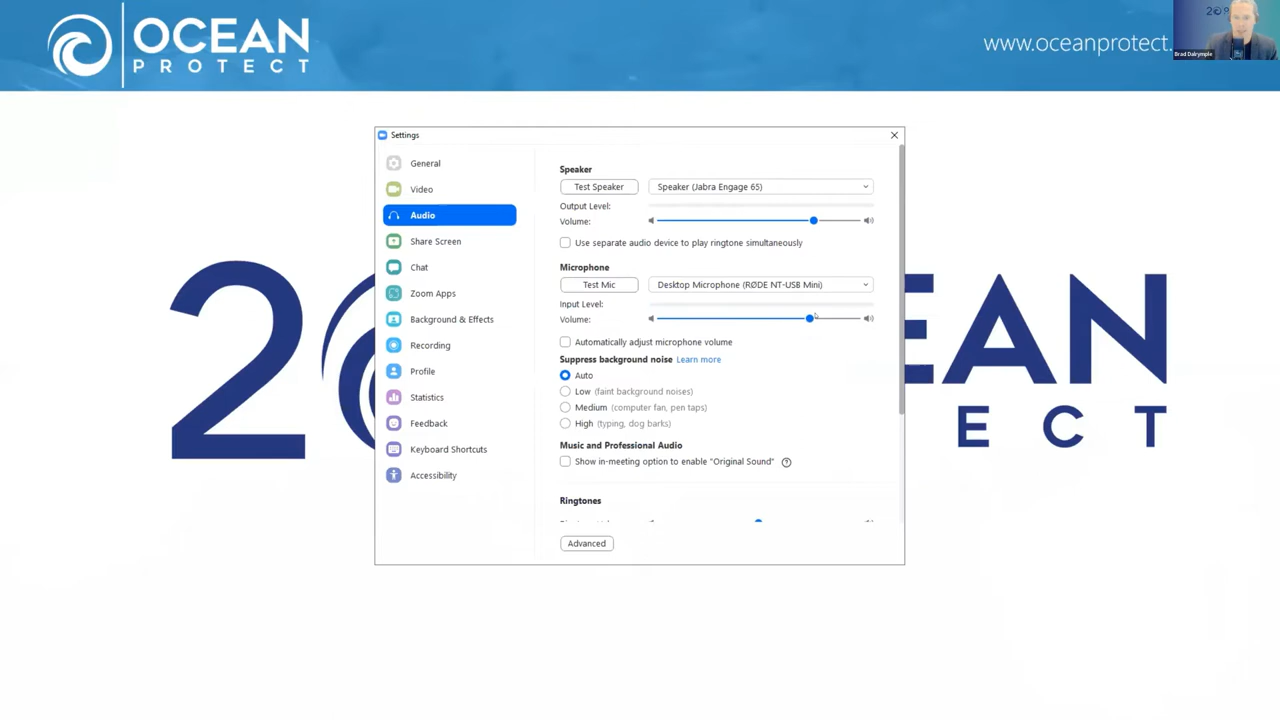 OCEAN
PROTECT
www.oceanprotect.
20
Brad Dalrymple
Settings
General
Video
Audio
Share Screen
Chat
Zoom Apps
Background & Effects
Recording
Profile
Statistics
Feedback
Keyboard Shortcuts
Accessibility
Speaker
Test Speaker
Speaker (Jabra Engage 65)
Output Level:
Volume:
Use separate audio device to play ringtone simultaneously
Microphone
Test Mic
Desktop Microphone (RØDE NT-USB Mini)
Input Level:
Volume:
Automatically adjust microphone volume
Suppress background noise Learn more
Auto
Low (faint background noises)
Medium (computer fan, pen taps)
High (typing, dog barks)
Music and Professional Audio
Show in-meeting option to enable "Original Sound" ?
Ringtones
Advanced
2
EAN
ECT